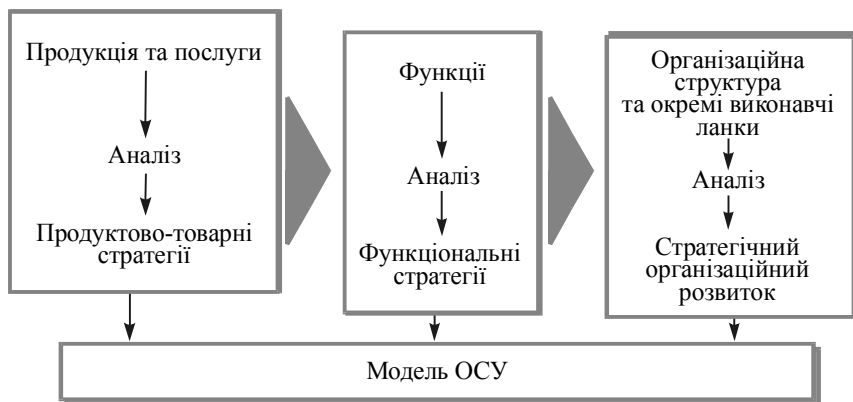 Продукція та послуги
Аналіз
Продуктово-товарні
стратегії
Функції
Аналіз
Функціональні
стратегії
Організаційна
структура
та окремі виконавчі
ланки
Аналіз
Стратегічний
організаційний
розвиток
Модель ОСУ